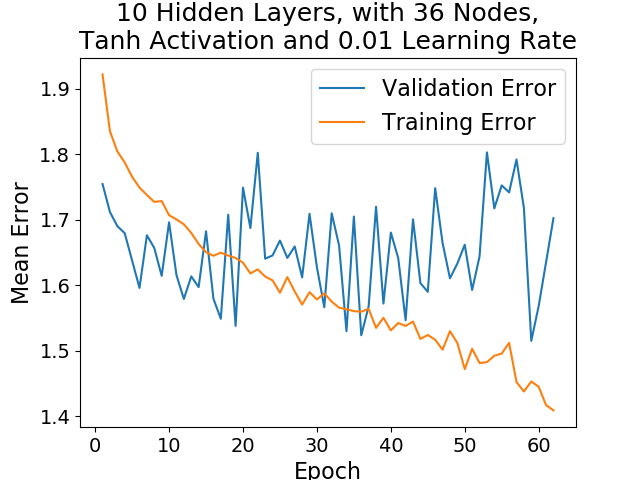 10 Hidden Layers, with 36 Nodes,
Tanh Activation and 0.01 Learning Rate
Validation Error
Training Error
Mean Error
1.9
1.8
1.7
1.6
1.5
1.4
0 10 20 30 40 50 60
Epoch